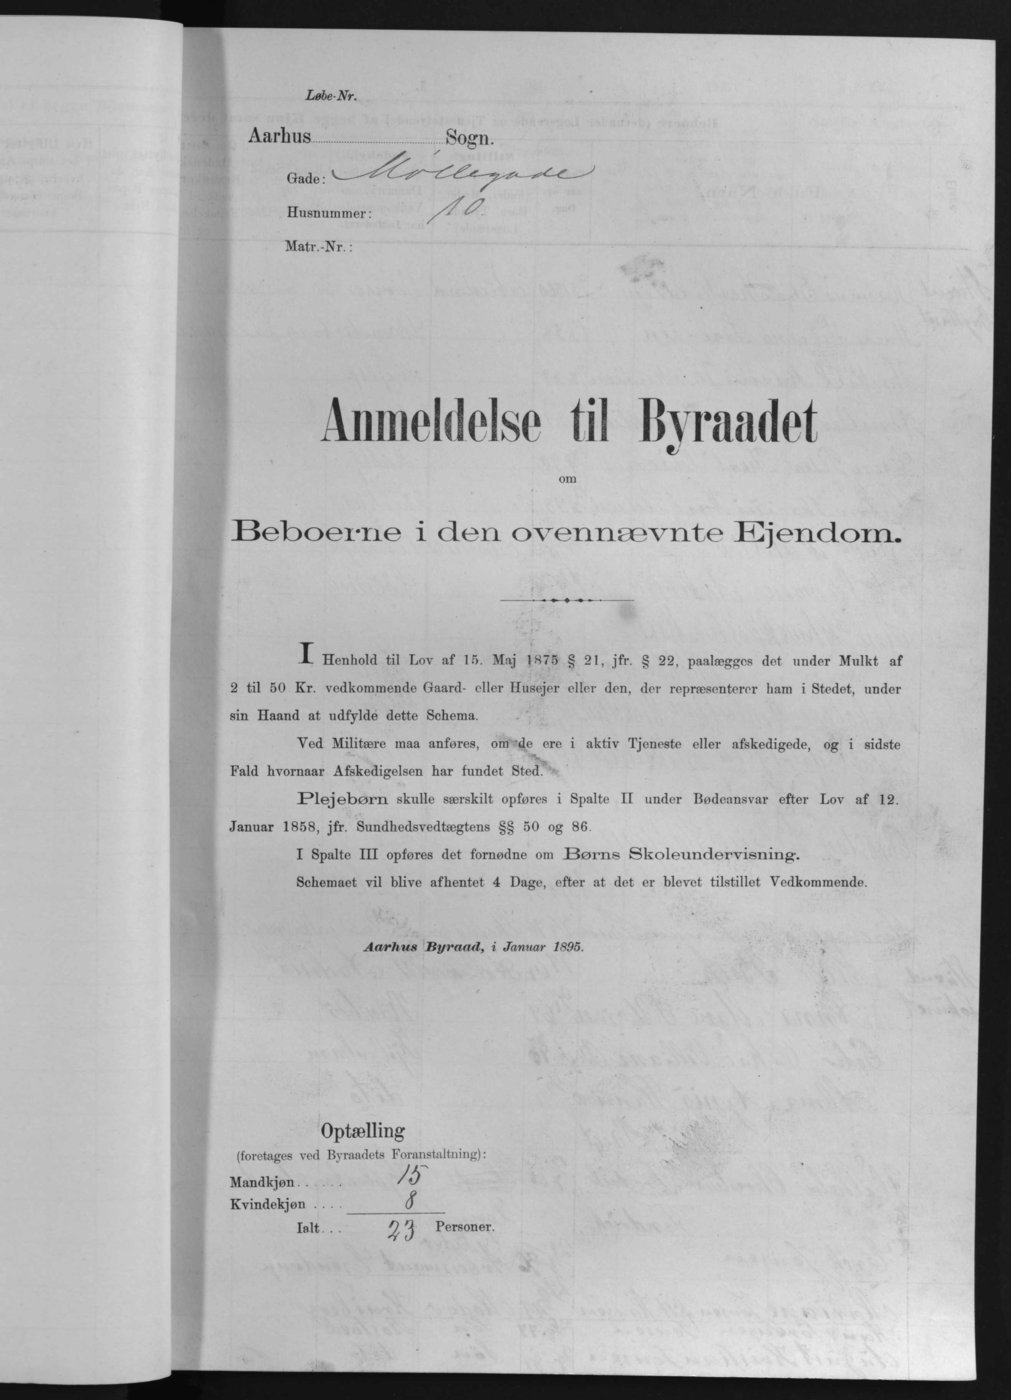 Løbe-Nr.
Aarhus Sogn.
Gade: Møllegade
Husnummer: 10.
Matr.-Nr.:
Anmeldelse til Byraadet
om
Beboerne i den ovennævnte Ejendom.
I Henhold til Lov af 15. Maj 1875 § 21, jfr. § 22, paalægges det under Mulkt af
2 til 50 Kr. vedkommende Gaard- eller Husejer eller den, der repræsenterer ham i Stedet, under
sin Haand at udfylde dette Schema.
Ved Militære maa anføres, om de ere i aktiv Tjeneste eller afskedigede, og i sidste
Fald hvornaar Afskedigelsen har fundet Sted.
Plejebørn skulle særskilt opføres i Spalte II under Bødeansvar efter Lov af 12.
Januar 1858, jfr. Sundhedsvedtægtens §§ 50 og 86.
I Spalte III opføres det fornødne om Børns Skoleundervisning.
Schemaet vil blive afhentet 4 Dage, efter at det er blevet tilstillet Vedkommende.
Aarhus Byraad, i Januar 1895.
Optælling
(foretages ved Byraadets Foranstaltning):
Mandkjøn...... 15
Kvindekjøn.... 8
Ialt... 23 Personer.